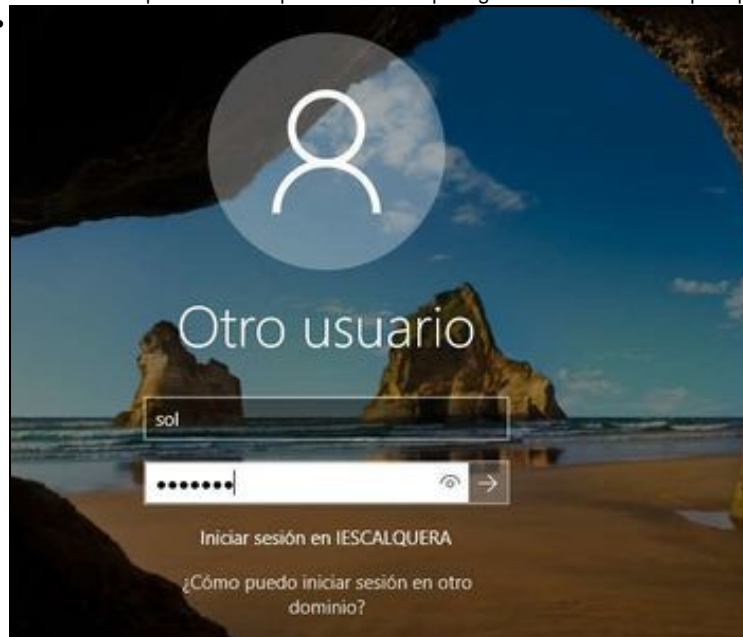 Otro usuario
sol
•••••••
Iniciar sesión en IESCALQUERA
¿Cómo puedo iniciar sesión en otro
dominio?